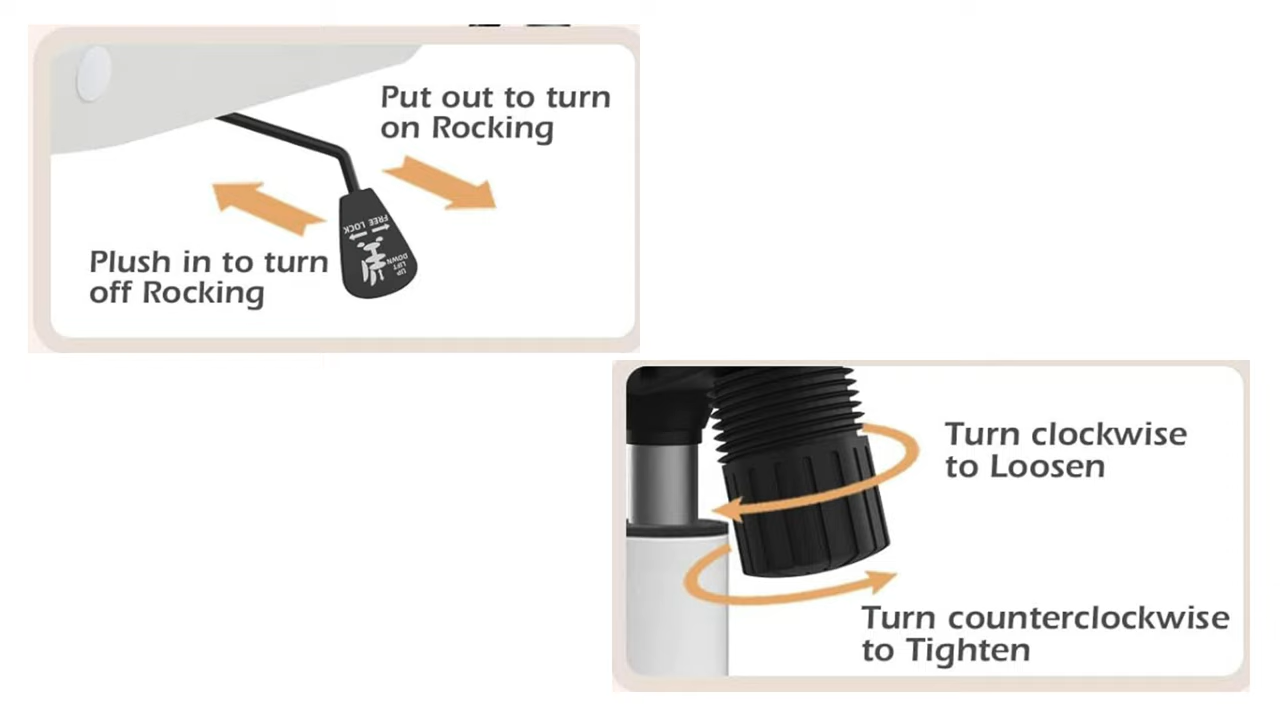 Put out to turn
on Rocking
Plush in to turn
off Rocking
FREE LOCK
UP
LIFT
DOWN
Turn clockwise
to Loosen
Turn counterclockwise
to Tighten